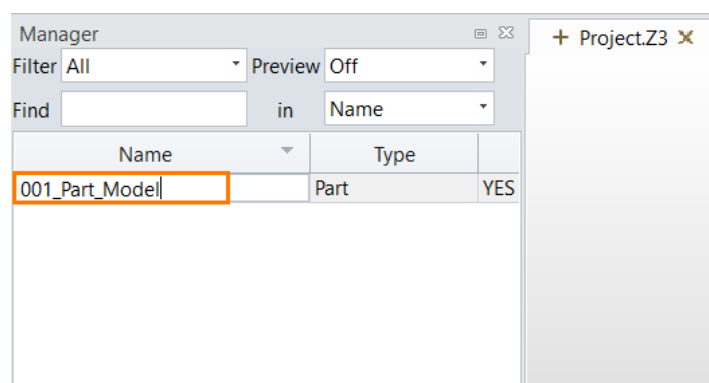 Manager
+ Project.Z3
Filter All Preview Off
Find in Name
Name Type
001_Part_Model Part YES